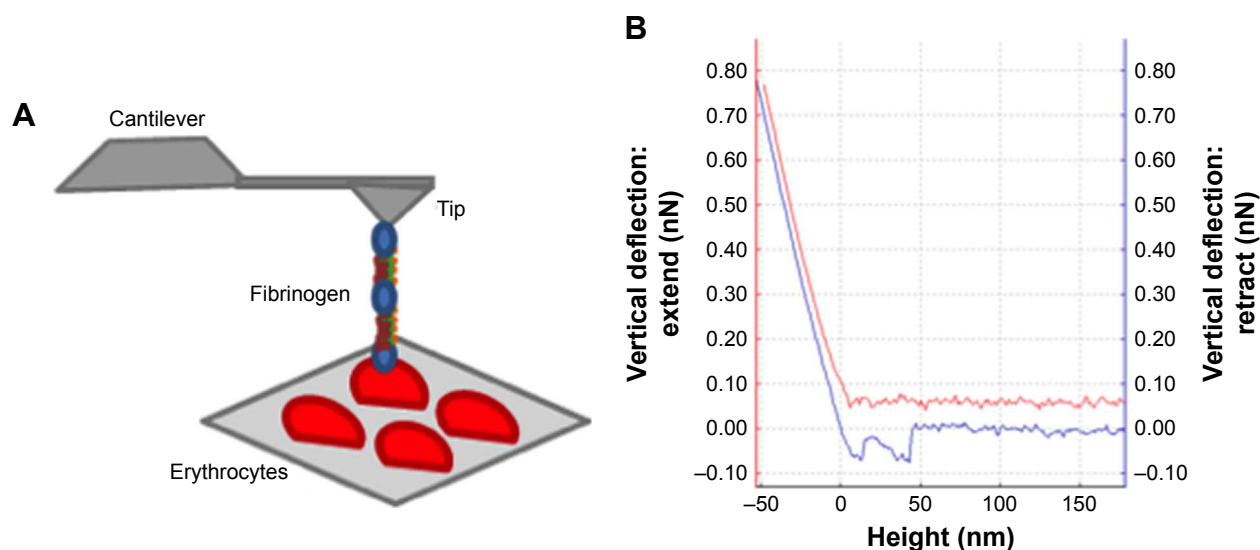 A
Cantilever
Tip
Fibrinogen
Erythrocytes
B
Vertical deflection:
extend (nN)
0.80
0.70
0.60
0.50
0.40
0.30
0.20
0.10
0.00
–0.10
–50
0
50
100
150
Height (nm)
0.80
0.70
0.60
0.50
0.40
0.30
0.20
0.10
0.00
–0.10
Vertical deflection:
retract (nN)